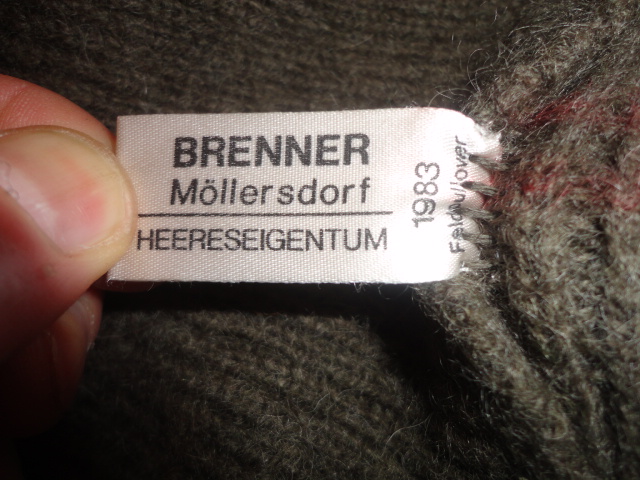 BRENNER
Möllersdorf
HEERESEIGENTUM
1983
Feldpullover